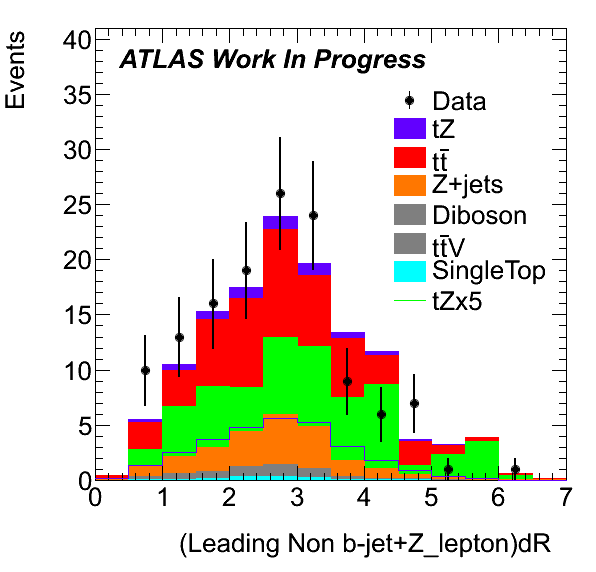 Events
40
35
30
25
20
15
10
5
0
ATLAS Work In Progress
Data
tZ
tt̄
Z+jets
Diboson
tt̄V
SingleTop
tZx5
0 1 2 3 4 5 6 7
(Leading Non b-jet+Z_lepton)dR